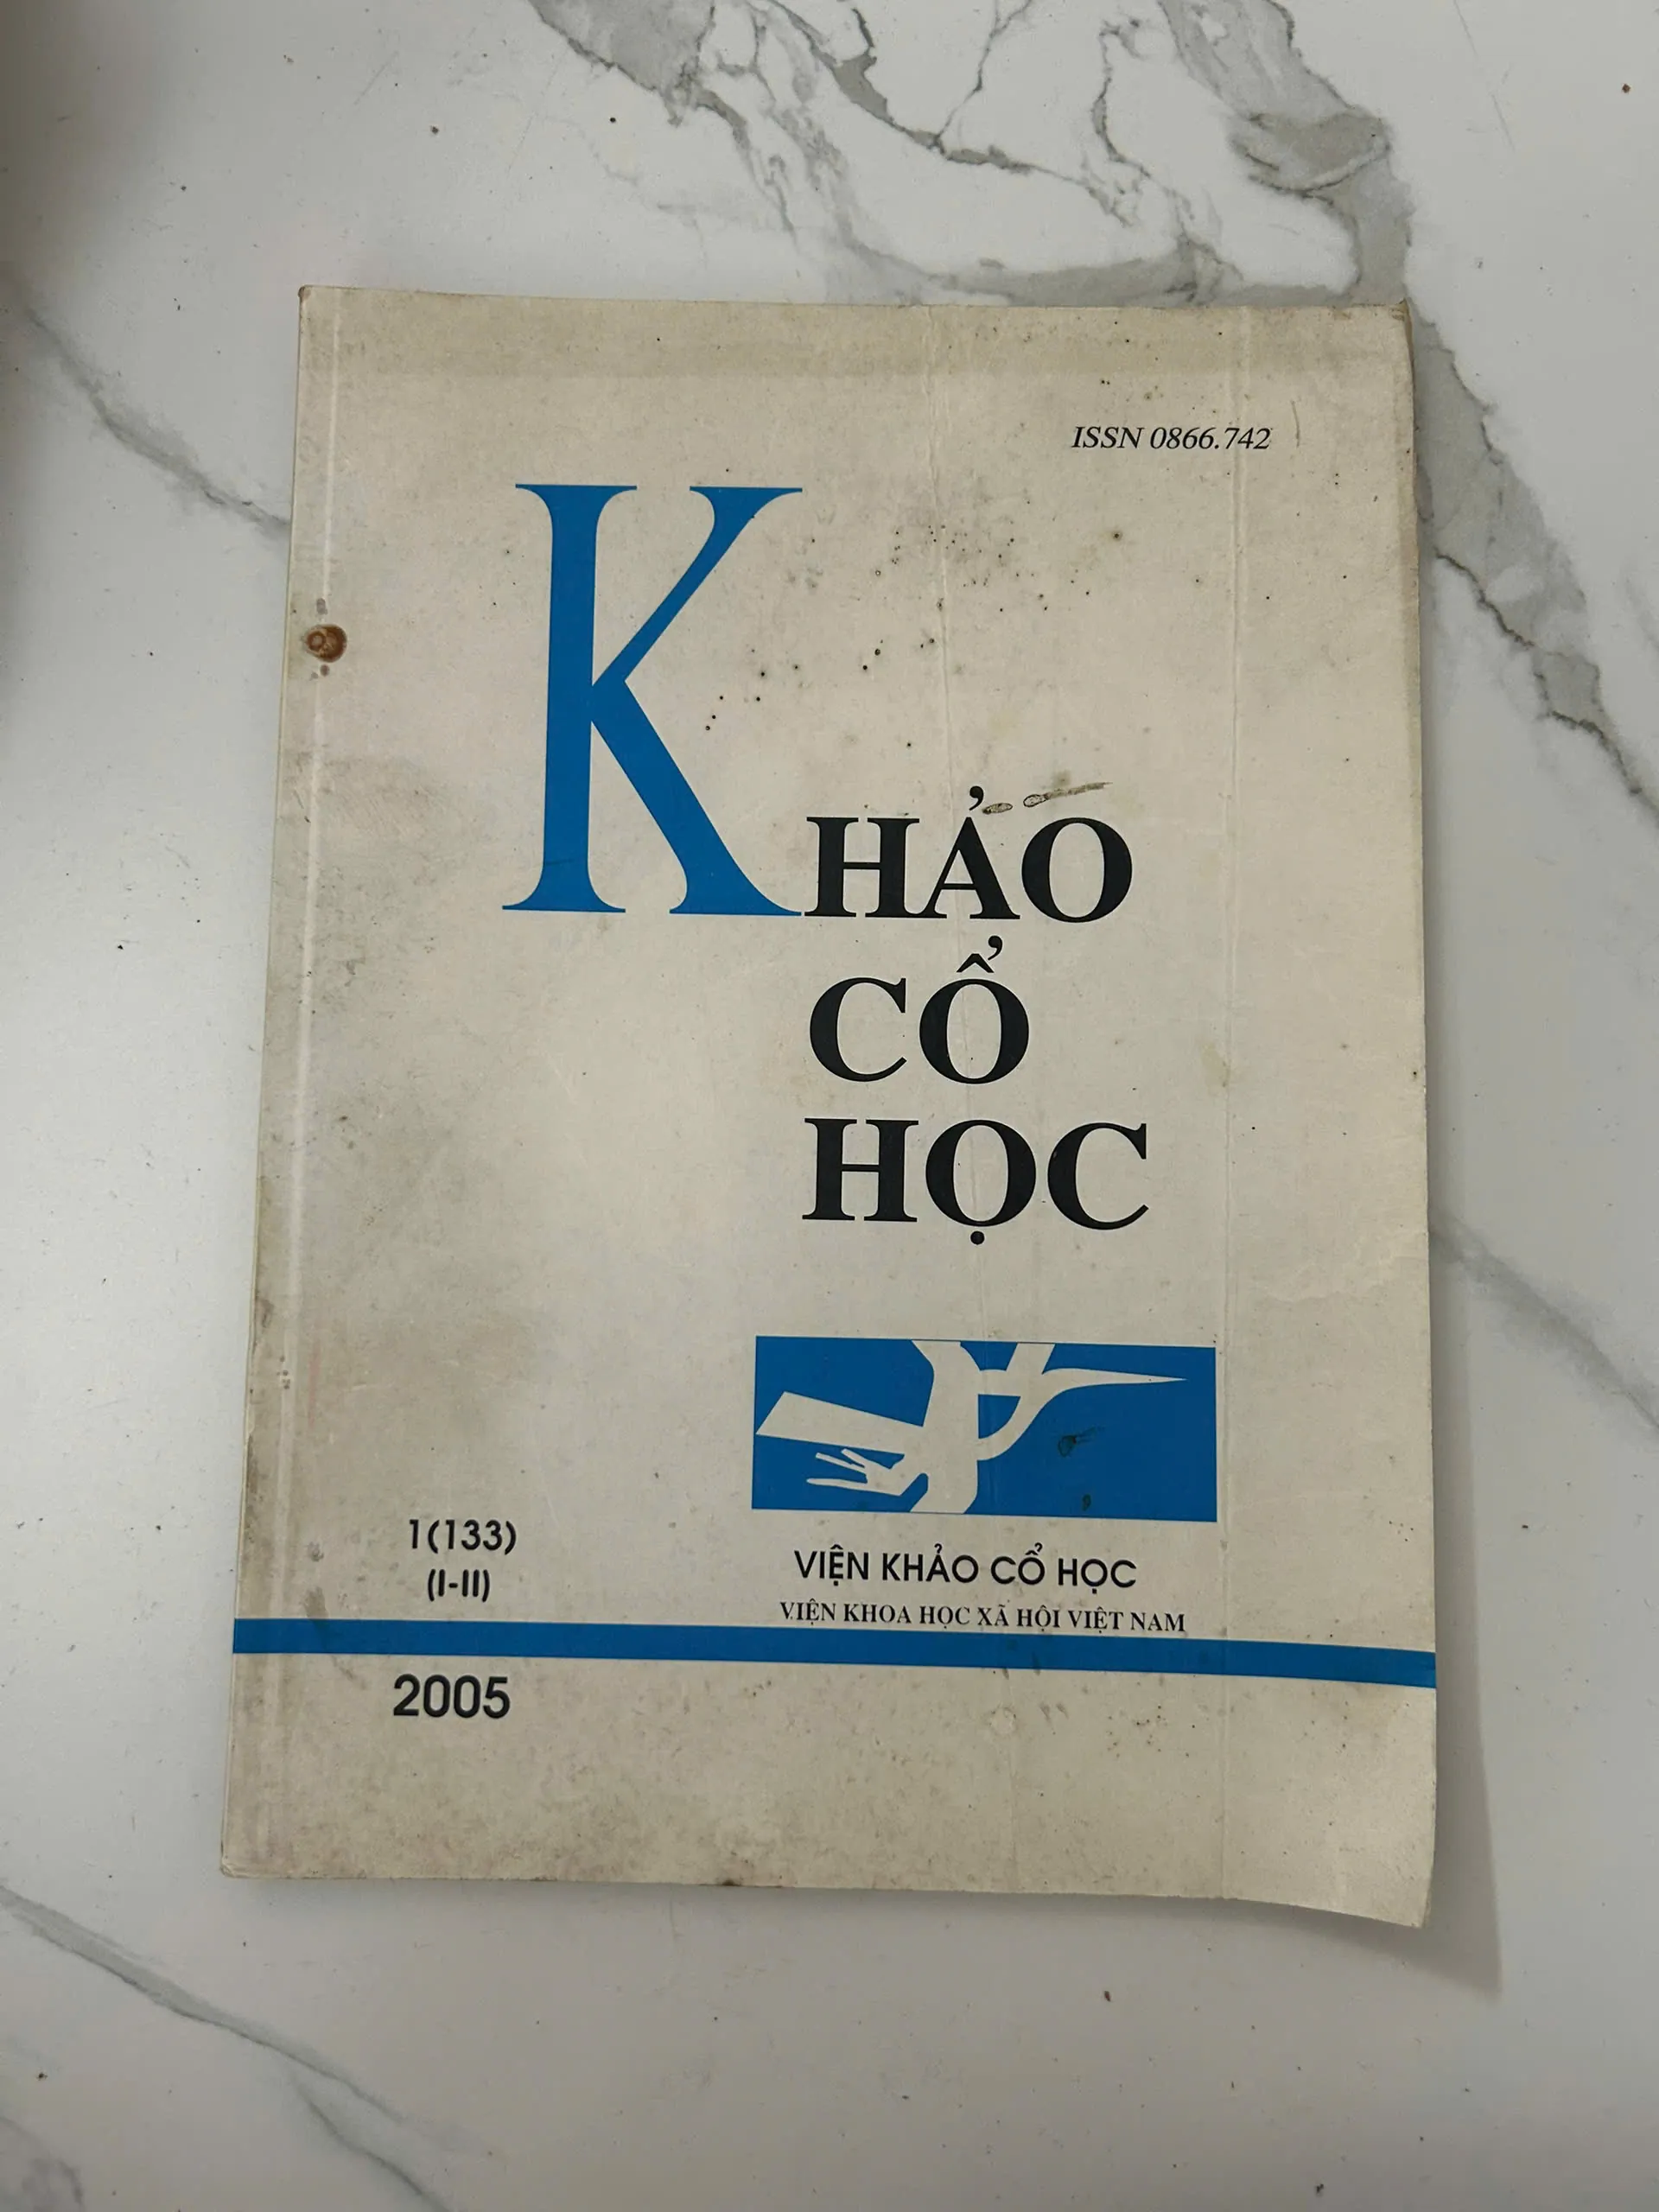 ISSN 0866.742
KHẢO
CỔ
HỌC
1(133)
(I-II)
VIỆN KHẢO CỔ HỌC
VIỆN KHOA HỌC XÃ HỘI VIỆT NAM
2005